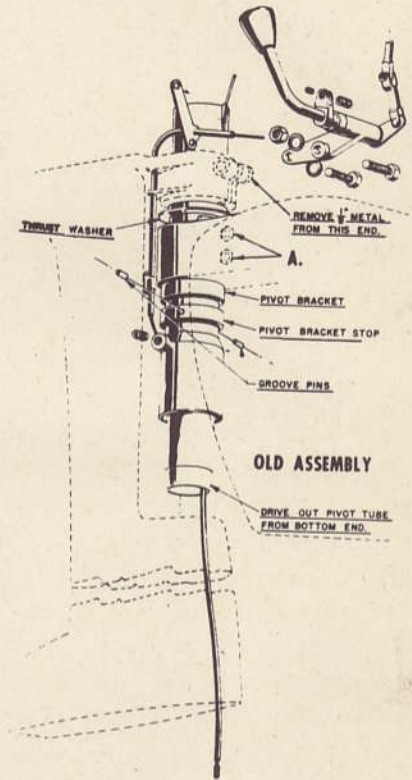 REMOVE 1/8" METAL
FROM THIS END.
THRUST WASHER
A.
PIVOT BRACKET
PIVOT BRACKET STOP
GROOVE PINS
OLD ASSEMBLY
DRIVE OUT PIVOT TUBE
FROM BOTTOM END.